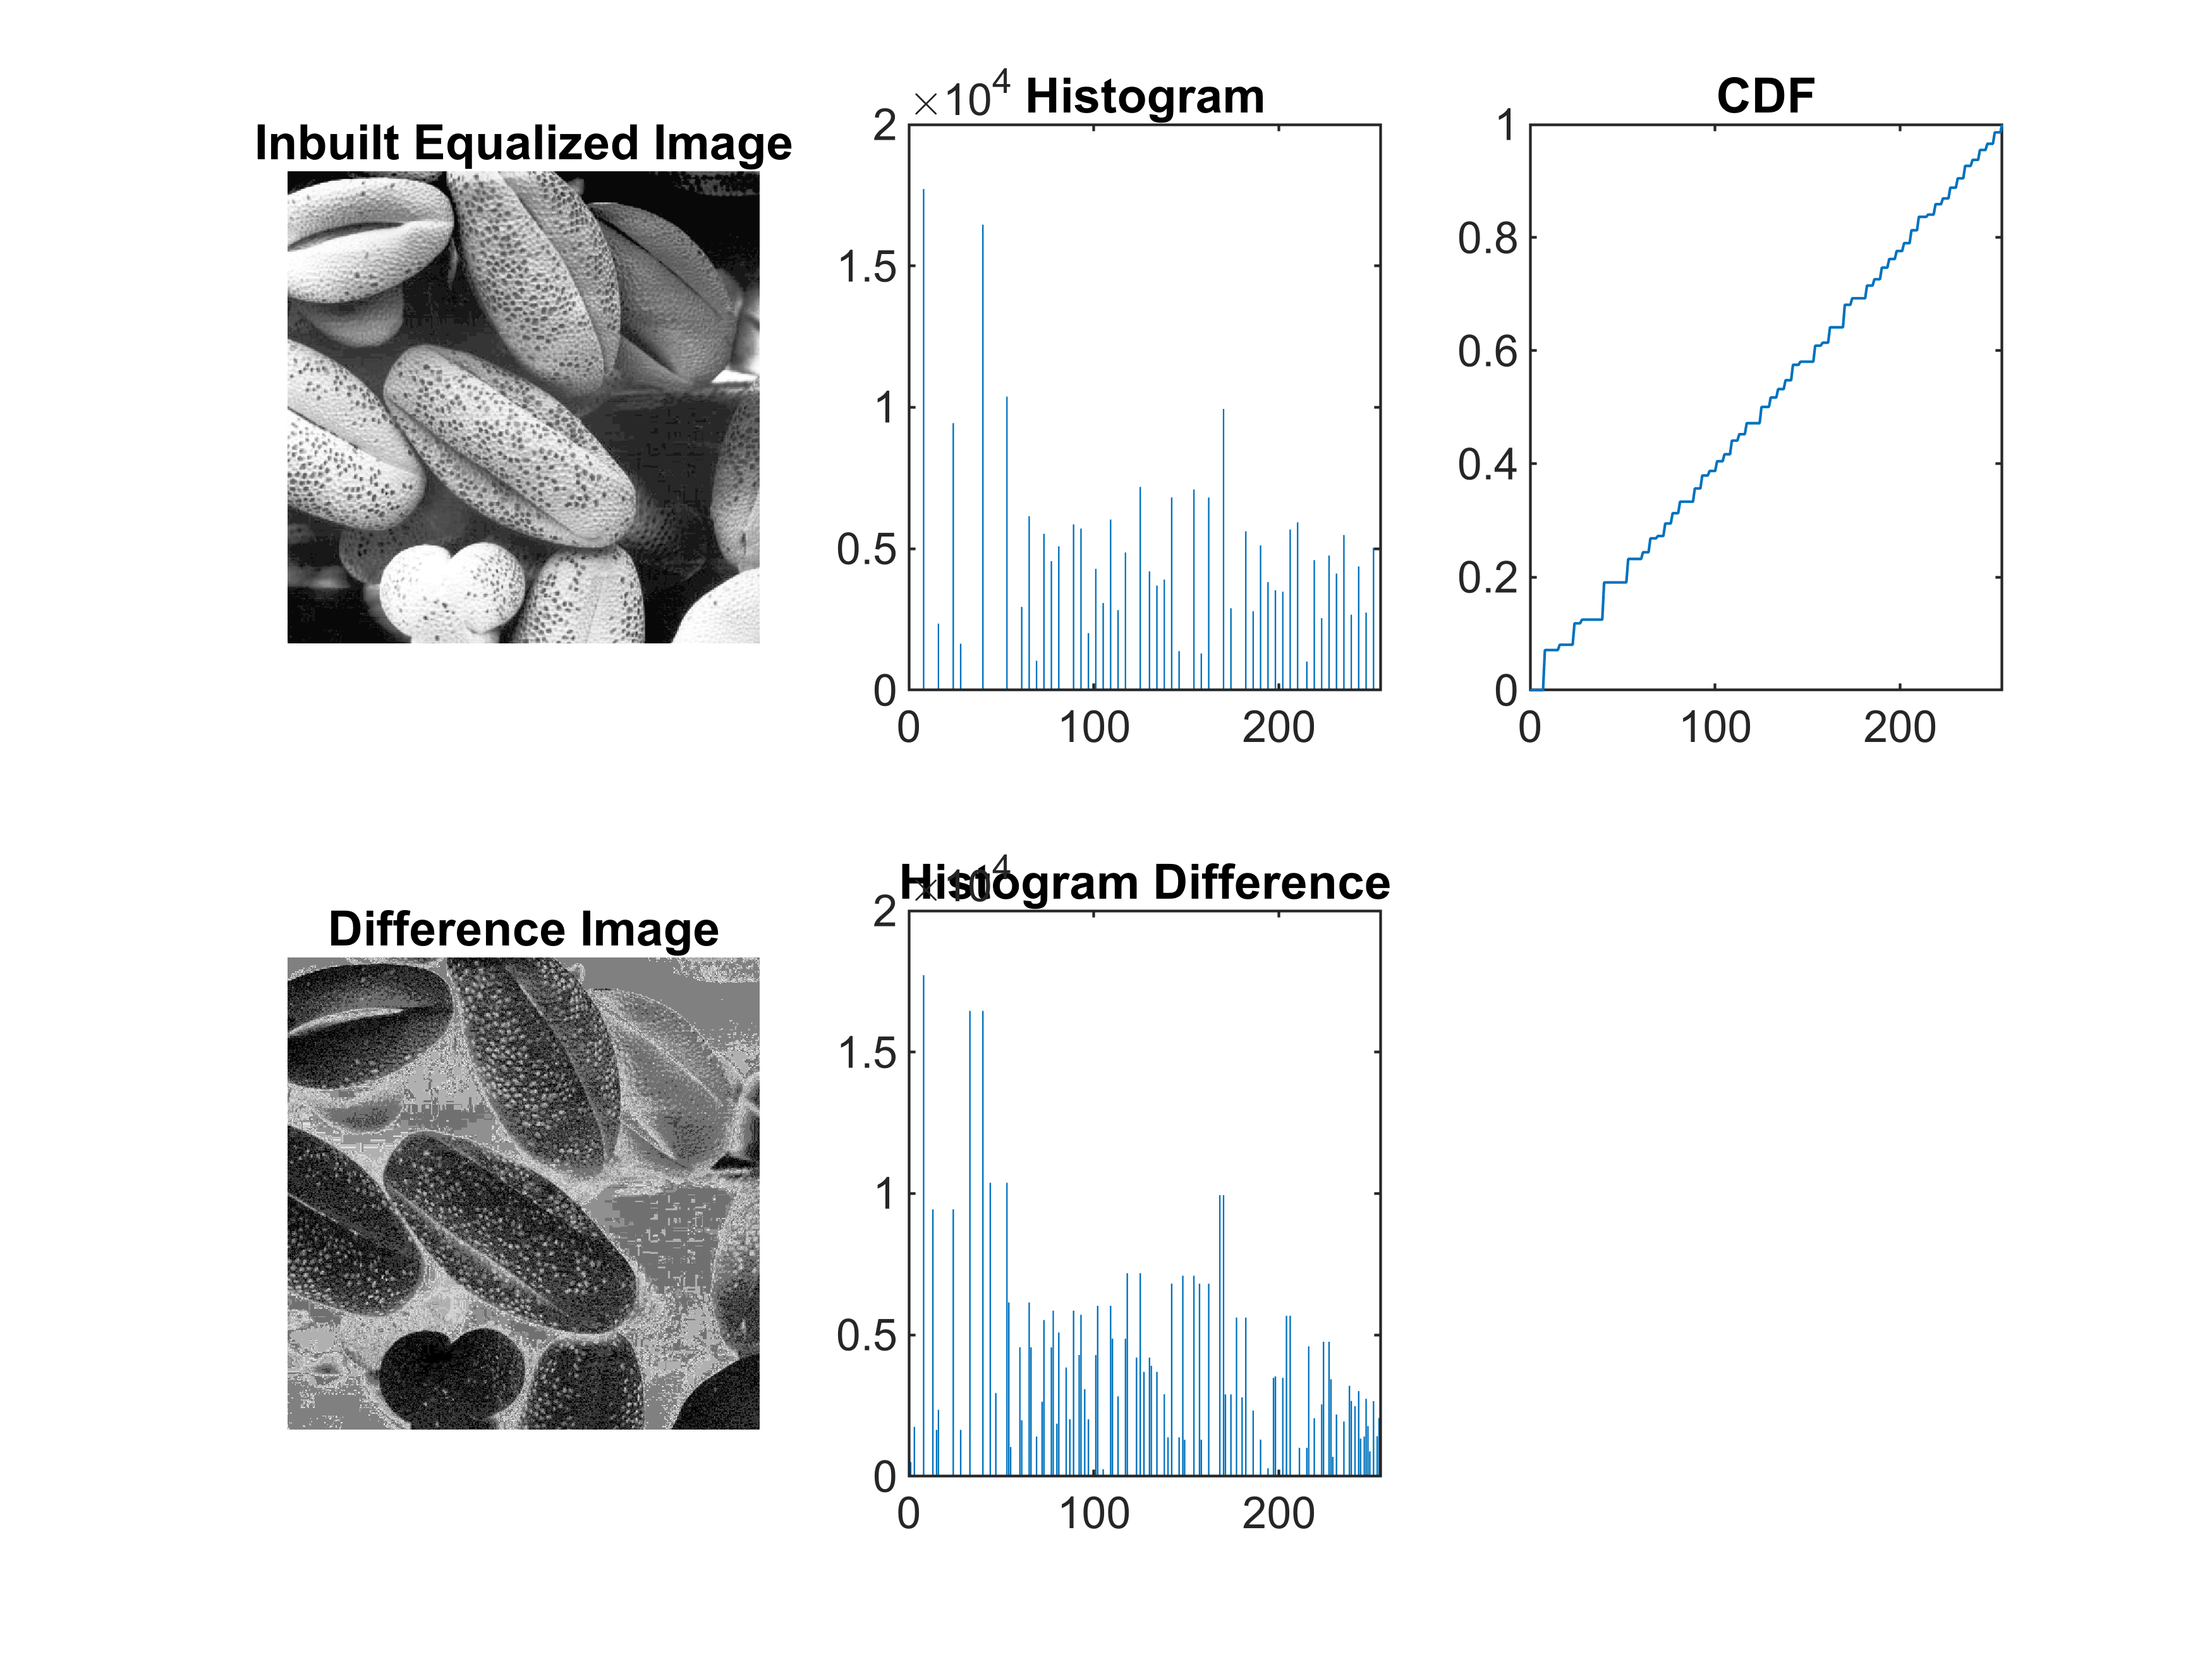 Inbuilt Equalized Image
×10^4 Histogram
2
1.5
1
0.5
0
0 100 200
CDF
1
0.8
0.6
0.4
0.2
0
0 100 200
Difference Image
×10^4 Histogram Difference
2
1.5
1
0.5
0
0 100 200